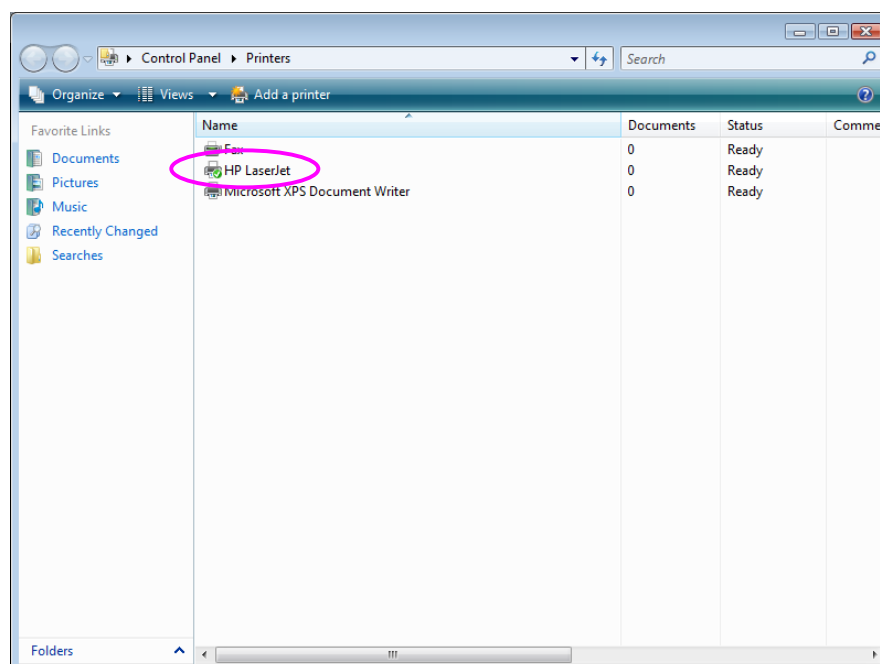 Control Panel Printers
Search
Organize Views Add a printer
Favorite Links
Documents
Pictures
Music
Recently Changed
Searches
Folders
Name Documents Status Comme
Fax 0 Ready
HP LaserJet 0 Ready
Microsoft XPS Document Writer 0 Ready